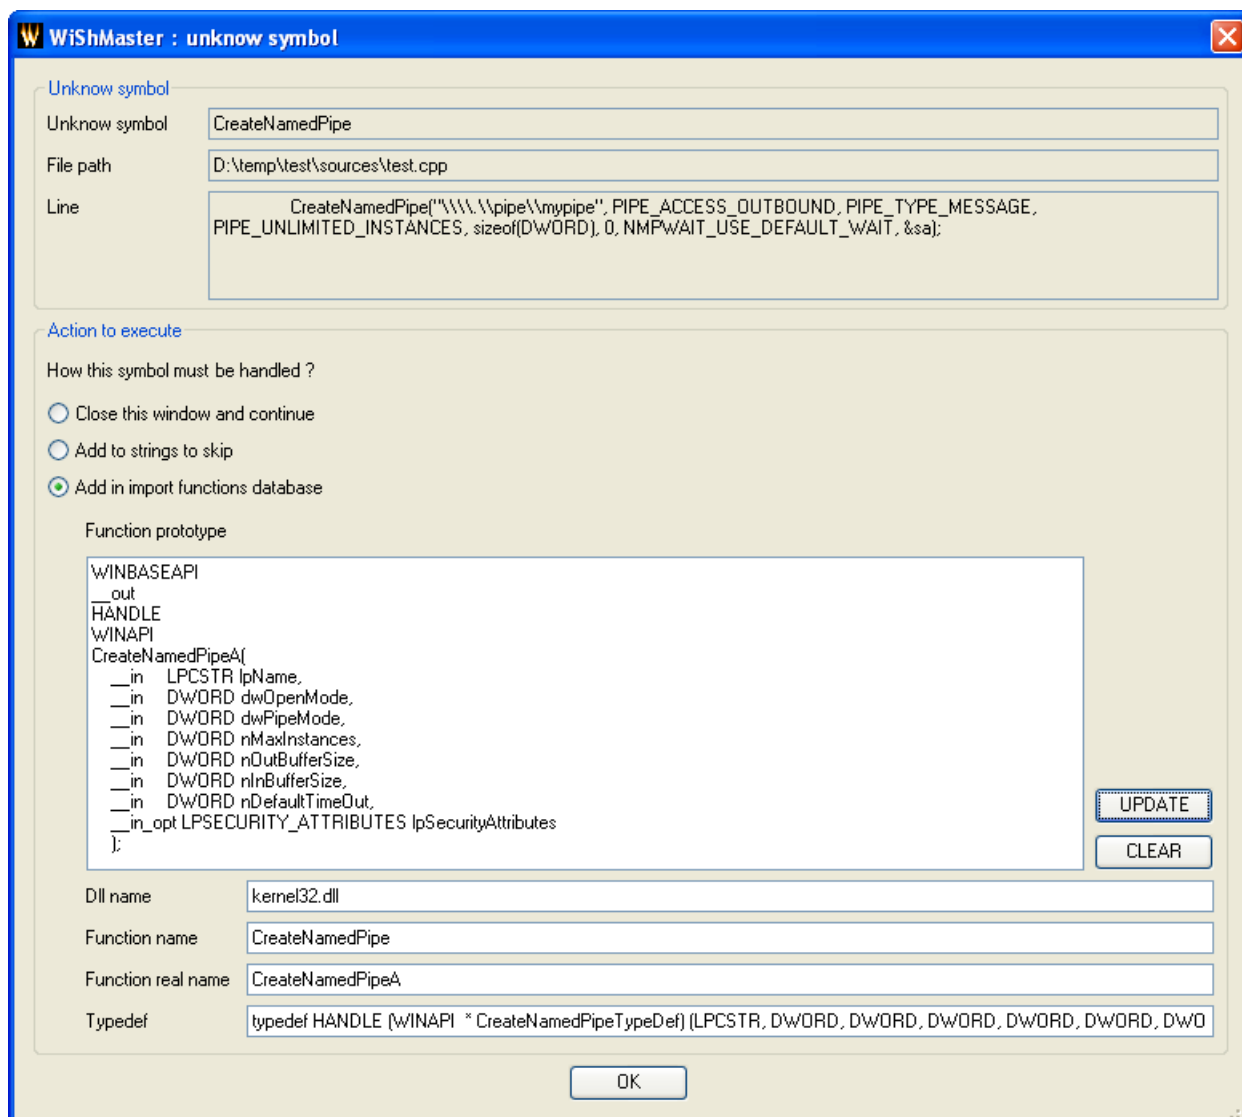 WiShMaster : unknow symbol
Unknow symbol
Unknow symbol CreateNamedPipe
File path D:\temp\test\sources\test.cpp
Line CreateNamedPipe("\\\\.\\pipe\\mypipe", PIPE_ACCESS_OUTBOUND, PIPE_TYPE_MESSAGE,
PIPE_UNLIMITED_INSTANCES, sizeof(DWORD), 0, NMPWAIT_USE_DEFAULT_WAIT, &sa);
Action to execute
How this symbol must be handled ?
Close this window and continue
Add to strings to skip
Add in import functions database
Function prototype
WINBASEAPI
__out
HANDLE
WINAPI
CreateNamedPipeA(
__in LPCSTR lpName,
__in DWORD dwOpenMode,
__in DWORD dwPipeMode,
__in DWORD nMaxInstances,
__in DWORD nOutBufferSize,
__in DWORD nInBufferSize,
__in DWORD nDefaultTimeOut,
__in_opt LPSECURITY_ATTRIBUTES lpSecurityAttributes
);
UPDATE
CLEAR
Dll name kernel32.dll
Function name CreateNamedPipe
Function real name CreateNamedPipeA
Typedef typedef HANDLE (WINAPI * CreateNamedPipeTypeDef) (LPCSTR, DWORD, DWORD, DWORD, DWORD, DWORD, DWO
OK